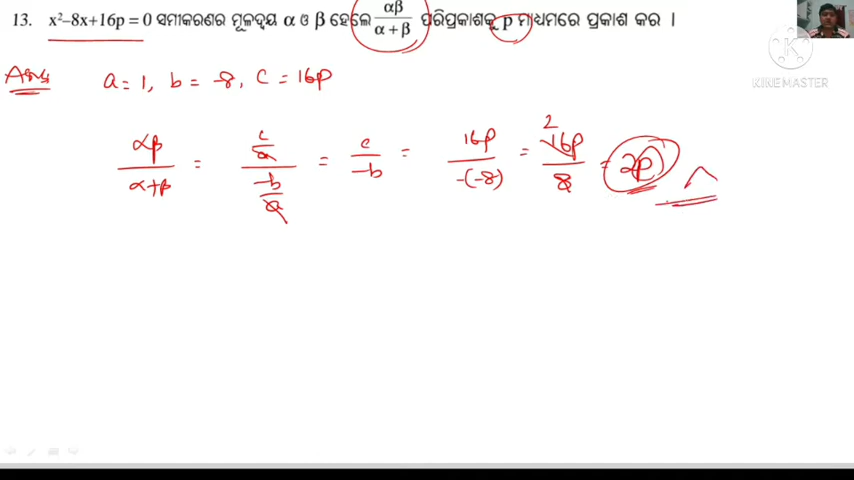 13. x²–8x+16p = 0 ସମୀକରଣର ମୂଳଦ୍ୱୟ α ଓ β ହେଲେ αβ/(α+β) ପରିପ୍ରକାଶକୁ p ମାଧ୍ୟମରେ ପ୍ରକାଶ କର ।
KINEMASTER
Ans
a = 1, b = -8, c = 16p
αβ/(α+β) = (c/a)/(-b/a) = c/-b = 16p/-(-8) = 16p/8 = 2p
2